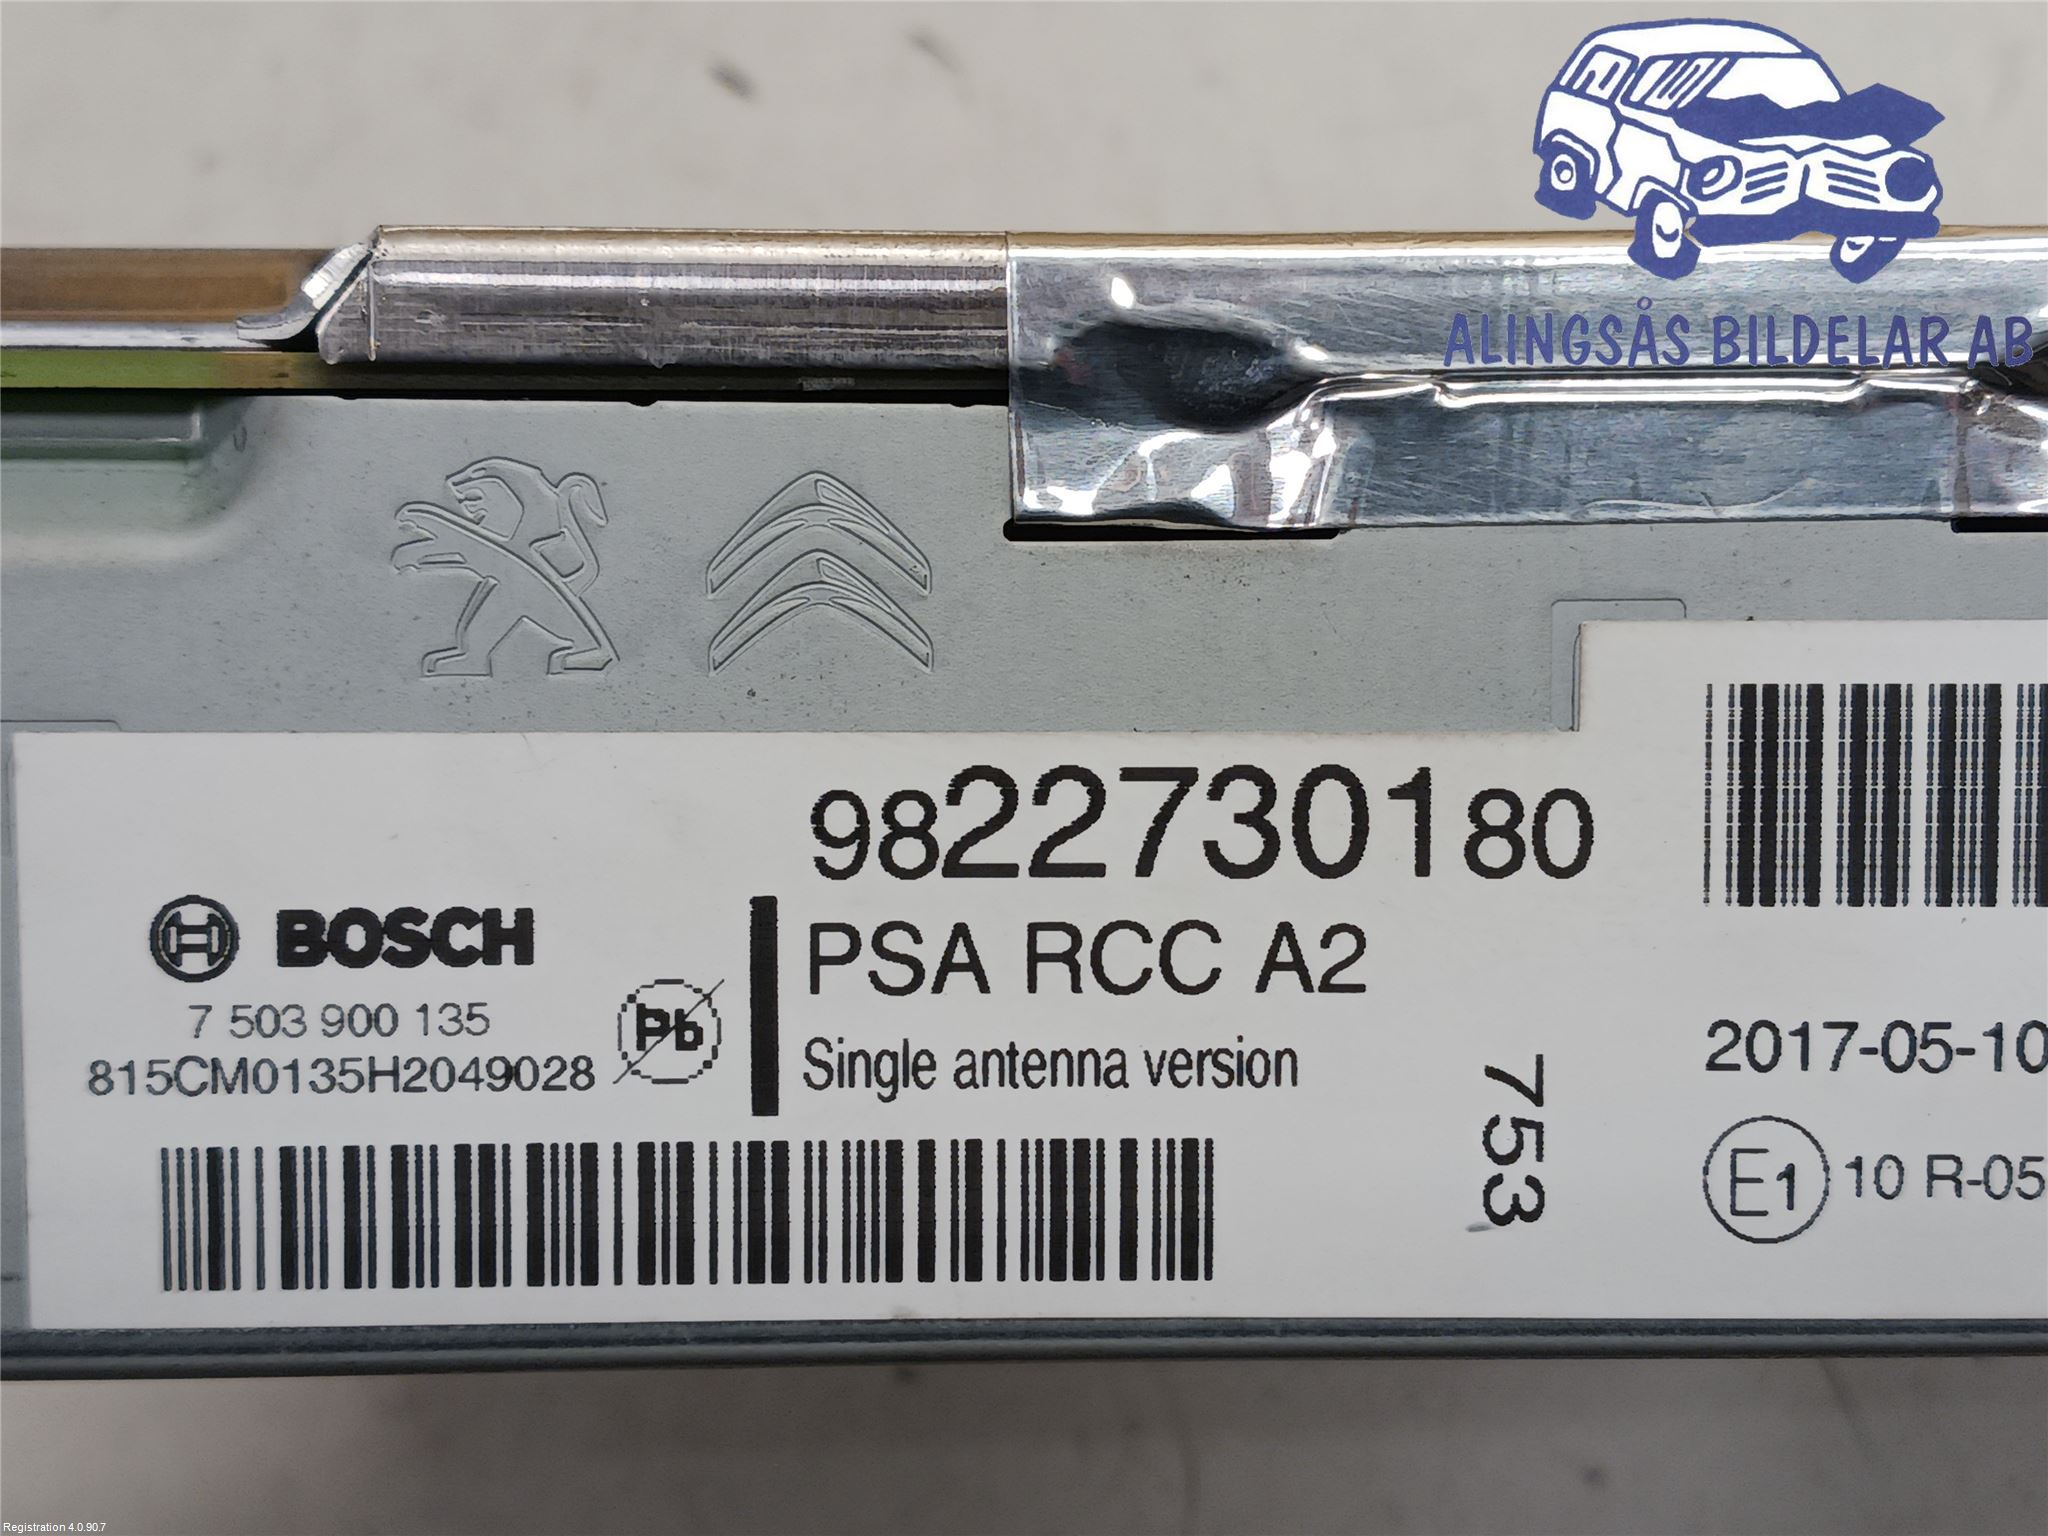 ALINGSÅS BILDELAR AB
9822730180
BOSCH
PSA RCC A2
7 503 900 135
Pb
Single antenna version
815CM0135H2049028
753
2017-05-10
E1 10 R-05
Registration 4.0.90.7